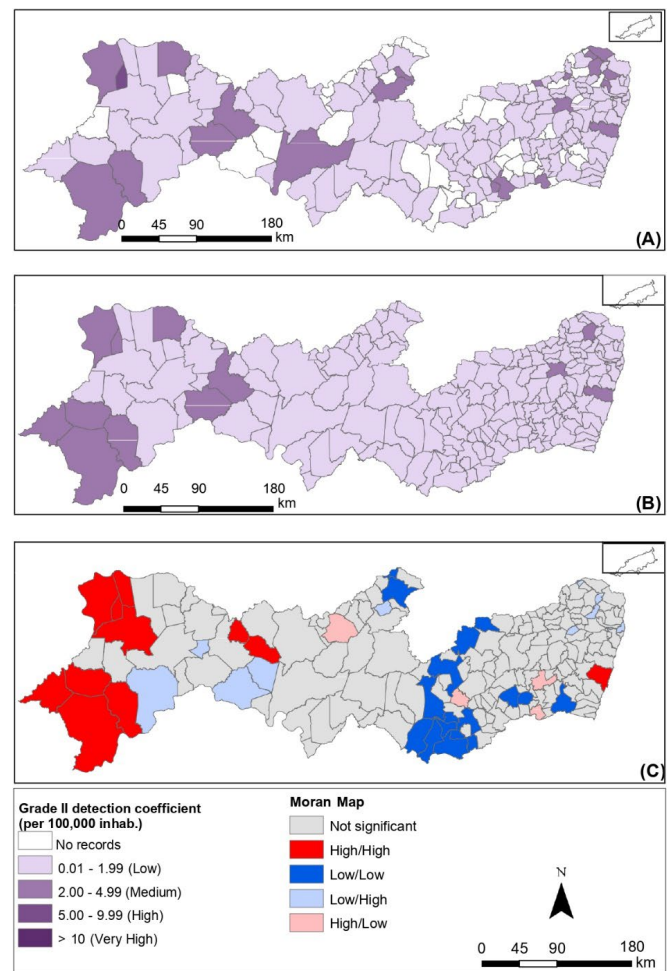 0 45 90 180
km
(A)
0 45 90 180
km
(B)
(C)
Grade II detection coefficient
(per 100,000 inhab.)
No records
0.01 - 1.99 (Low)
2.00 - 4.99 (Medium)
5.00 - 9.99 (High)
> 10 (Very High)
Moran Map
Not significant
High/High
Low/Low
Low/High
High/Low
N
0 45 90 180
km